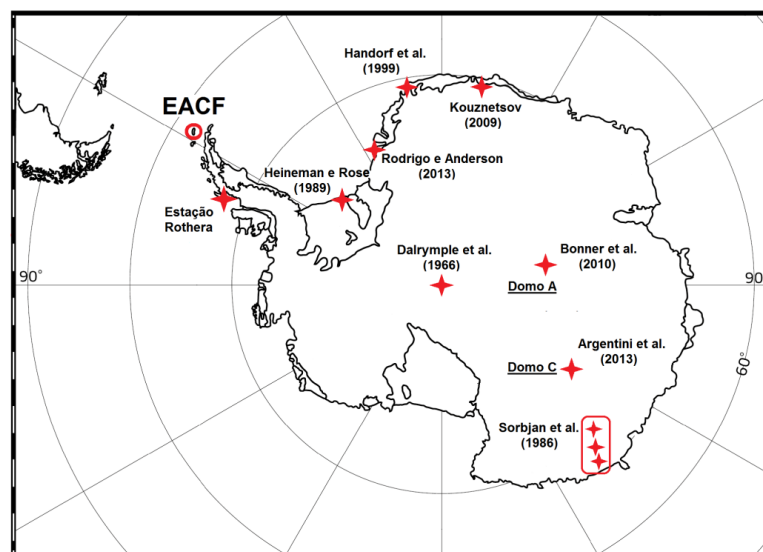 Handorf et al.
(1999)
EACF
Kouznetsov
(2009)
Rodrigo e Anderson
(2013)
Heineman e Rose
(1989)
Estação
Rothera
Dalrymple et al.
(1966)
Bonner et al.
(2010)
90°
Domo A
90
Argentini et al.
(2013)
Domo C
60°
Sorbjan et al.
(1986)